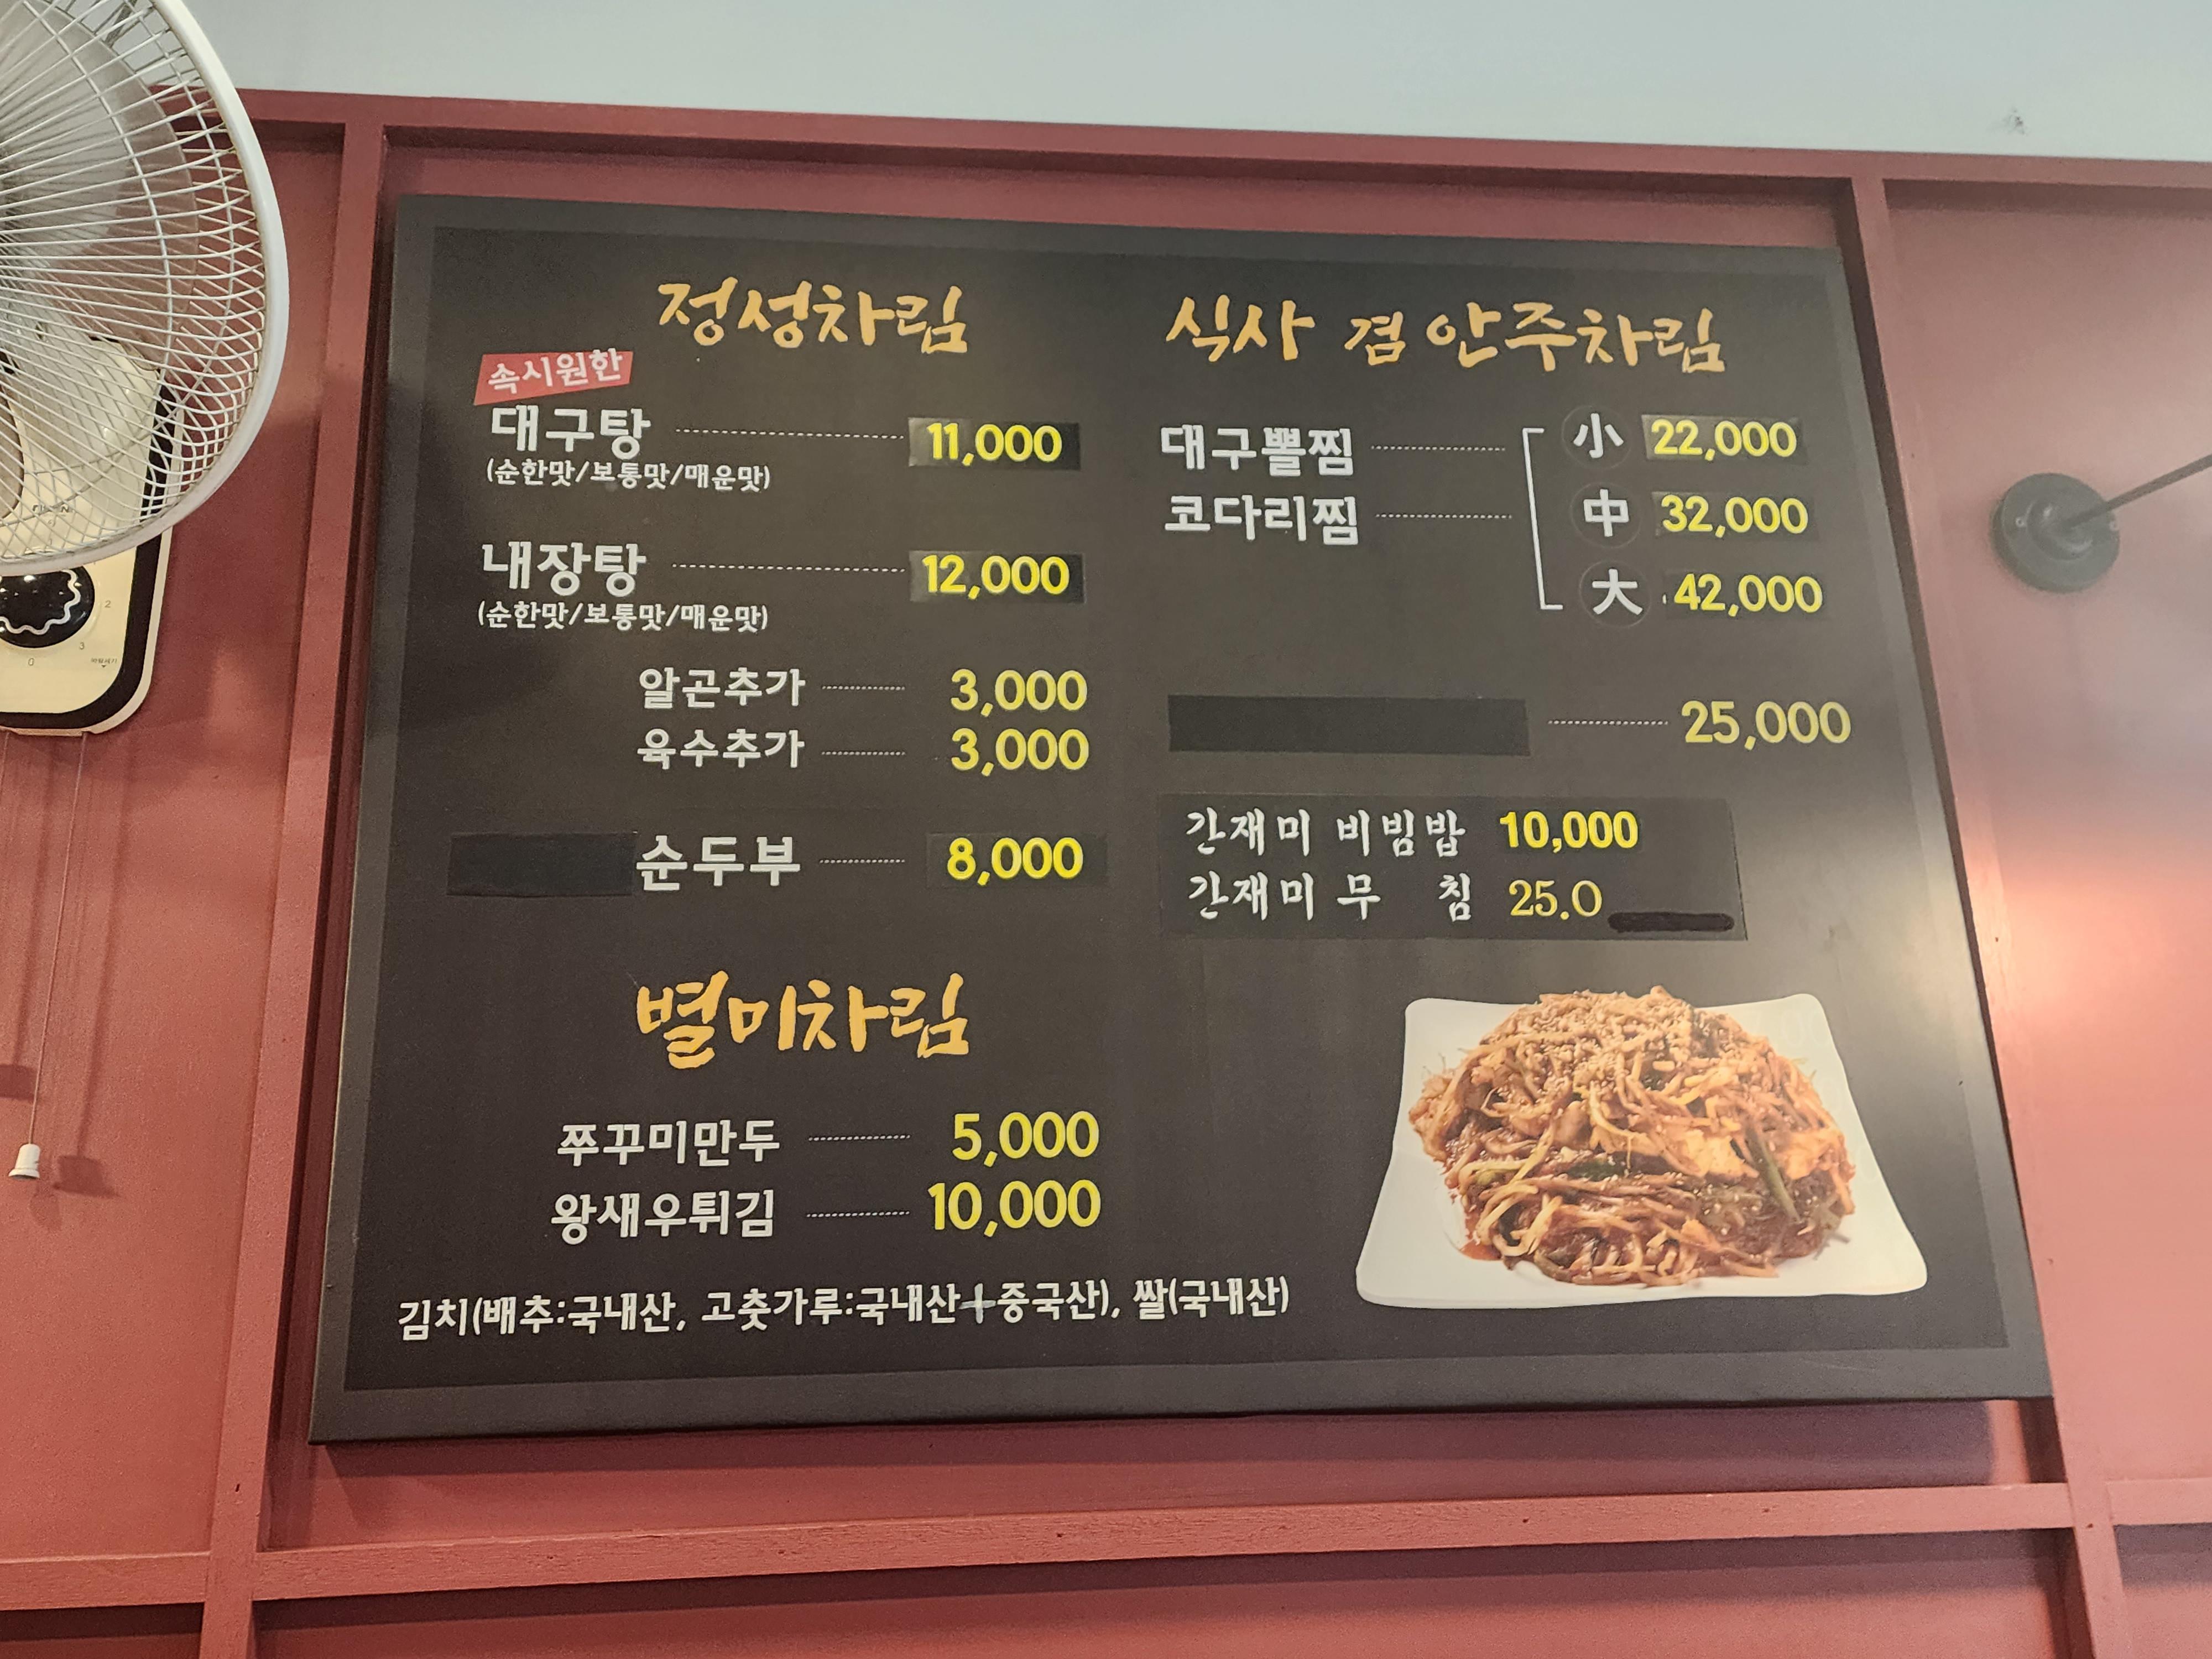 정성차림
속시원한
대구탕 11,000
(순한맛/보통맛/매운맛)
내장탕 12,000
(순한맛/보통맛/매운맛)
알곤추가 3,000
육수추가 3,000
순두부 8,000
별미차림
쭈꾸미만두 5,000
왕새우튀김 10,000
식사 겸 안주차림
대구뽈찜
코다리찜
小 22,000
中 32,000
大 42,000
25,000
간재미 비빔밥 10,000
간재미 무 침 25.0
김치(배추:국내산, 고춧가루:국내산+중국산), 쌀(국내산)
2
3
0